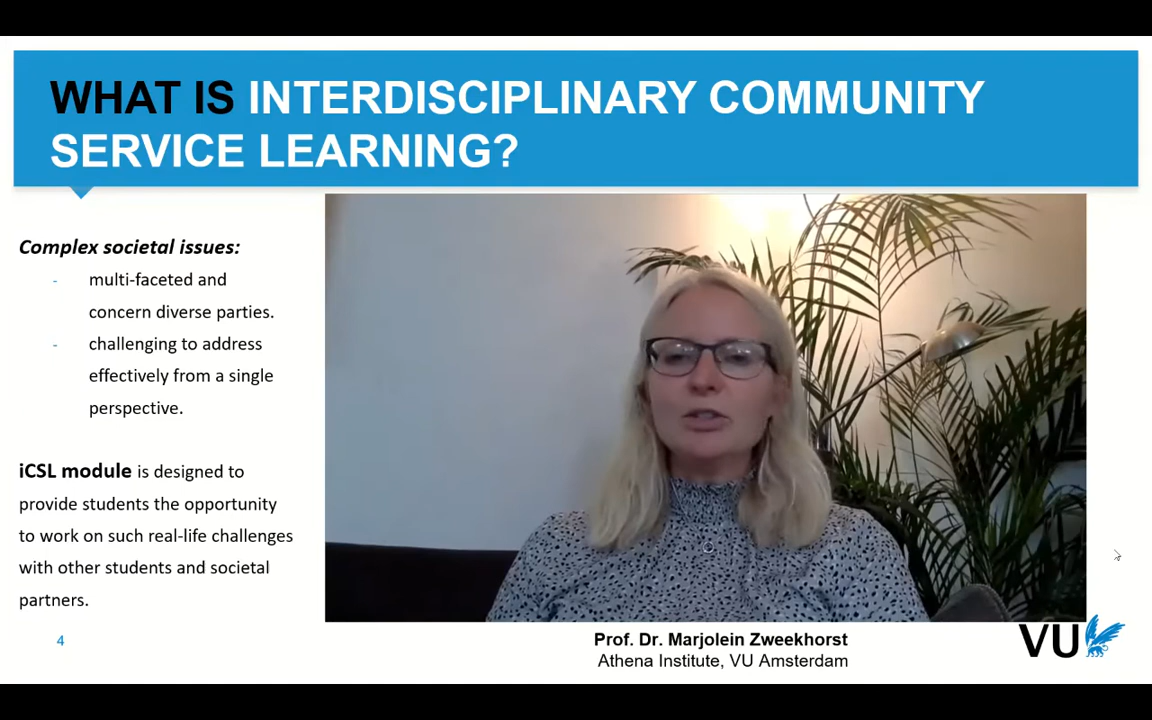 WHAT IS INTERDISCIPLINARY COMMUNITY
SERVICE LEARNING?
Complex societal issues:
- multi-faceted and
concern diverse parties.
- challenging to address
effectively from a single
perspective.
iCSL module is designed to
provide students the opportunity
to work on such real-life challenges
with other students and societal
partners.
4
Prof. Dr. Marjolein Zweekhorst
Athena Institute, VU Amsterdam
VU